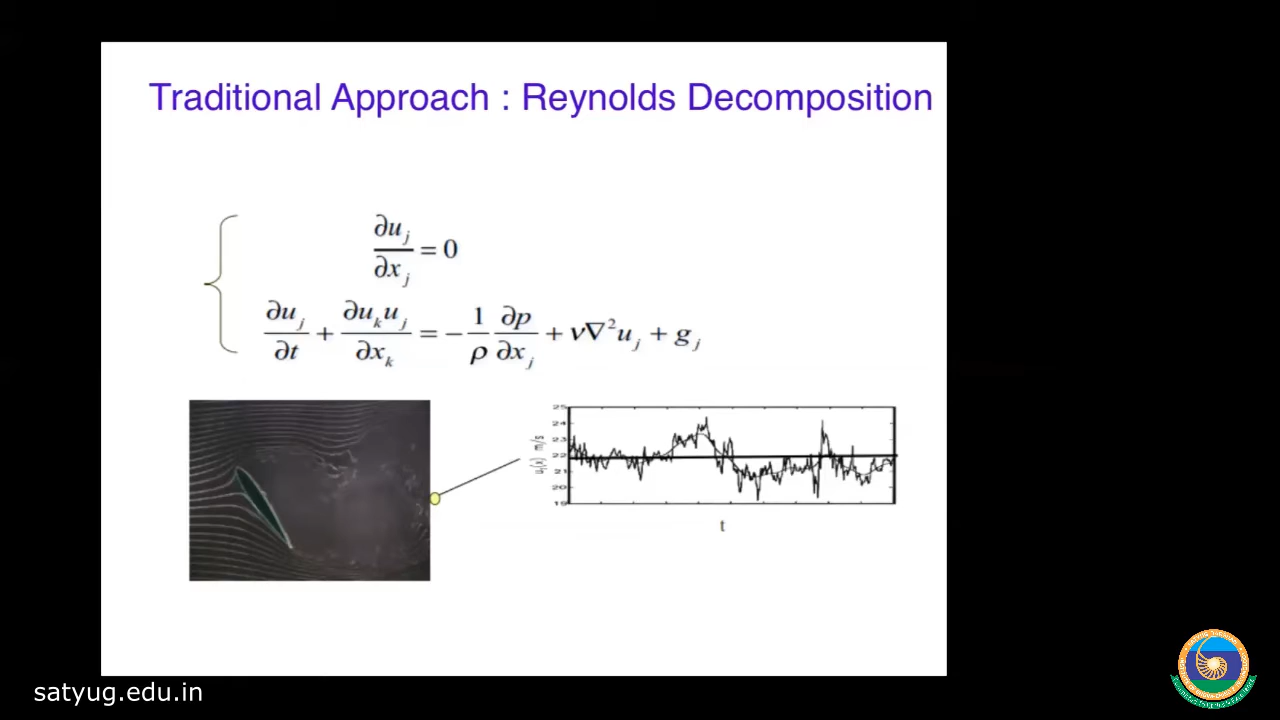 Traditional Approach : Reynolds Decomposition
∂u_j/∂x_j = 0
∂u_j/∂t + ∂u_k u_j/∂x_k = − 1/ρ ∂p/∂x_j + ν∇²u_j + g_j
25
24
23
22
21
20
19
m/s
t
satyug.edu.in